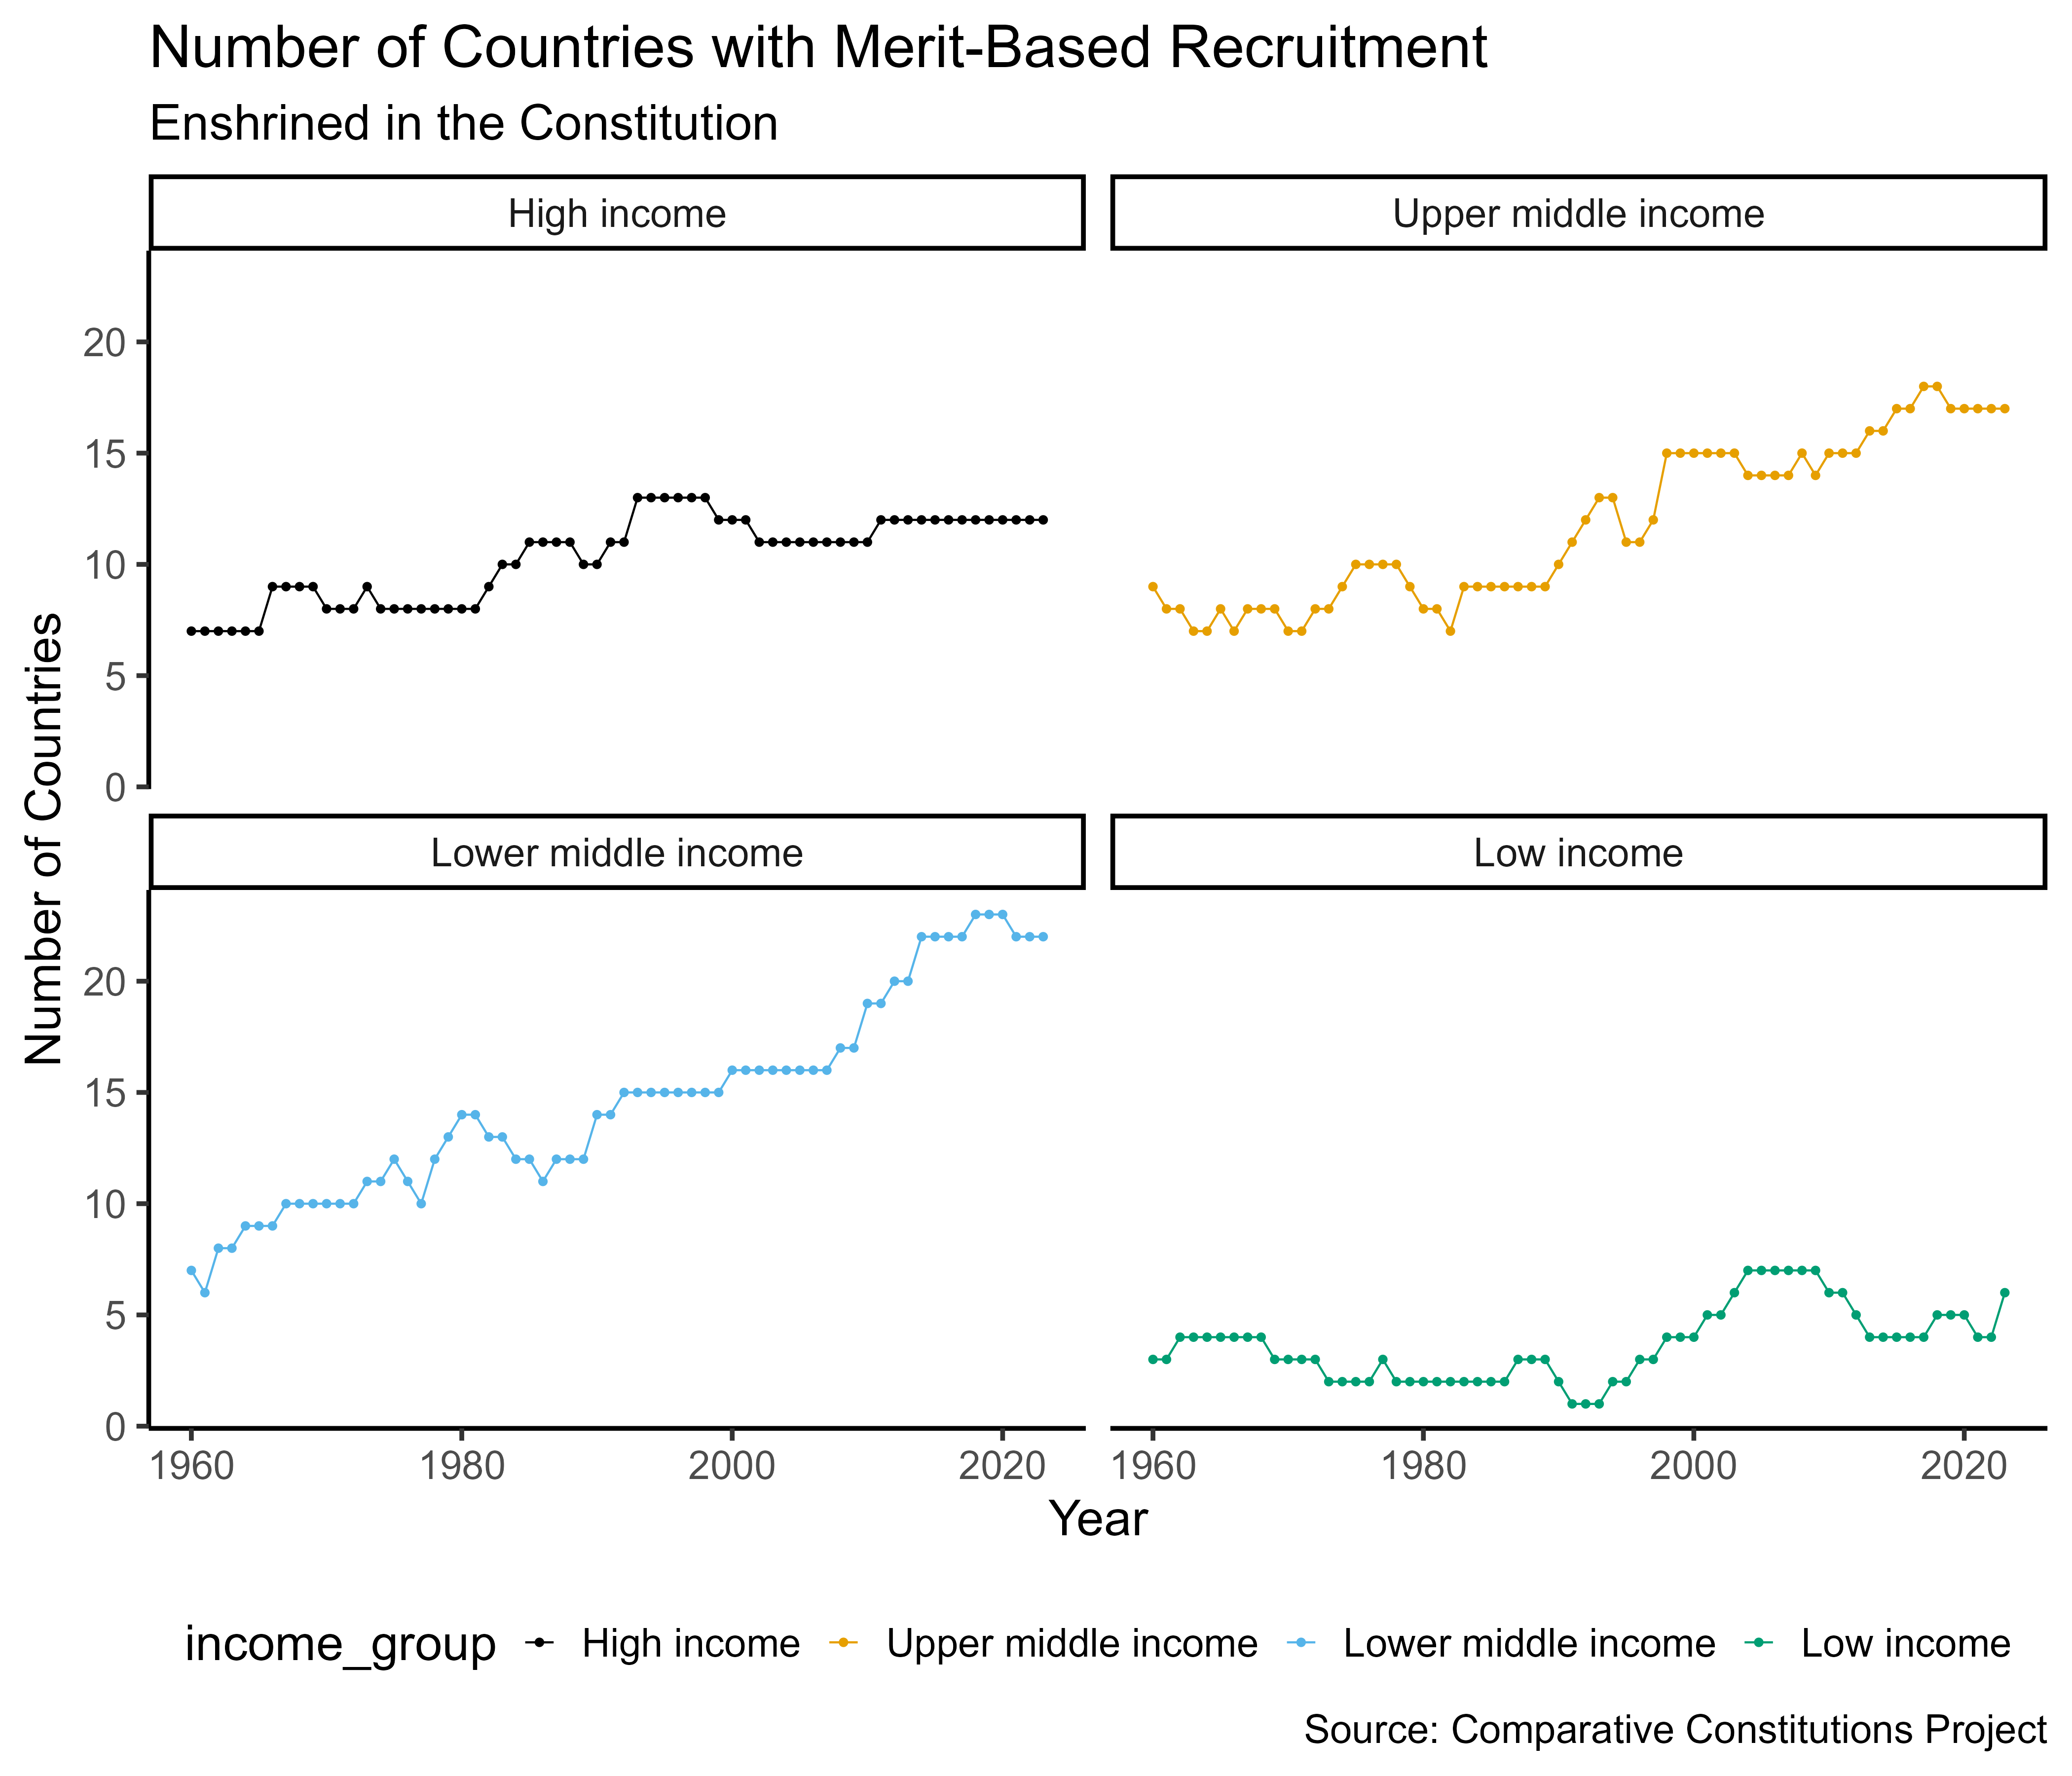 Number of Countries with Merit-Based Recruitment
Enshrined in the Constitution
High income
Upper middle income
20
15
10
5
0
Lower middle income
Low income
20
15
10
5
0
Number of Countries
1960 1980 2000 2020 1960 1980 2000 2020
Year
income_group High income Upper middle income Lower middle income Low income
Source: Comparative Constitutions Project